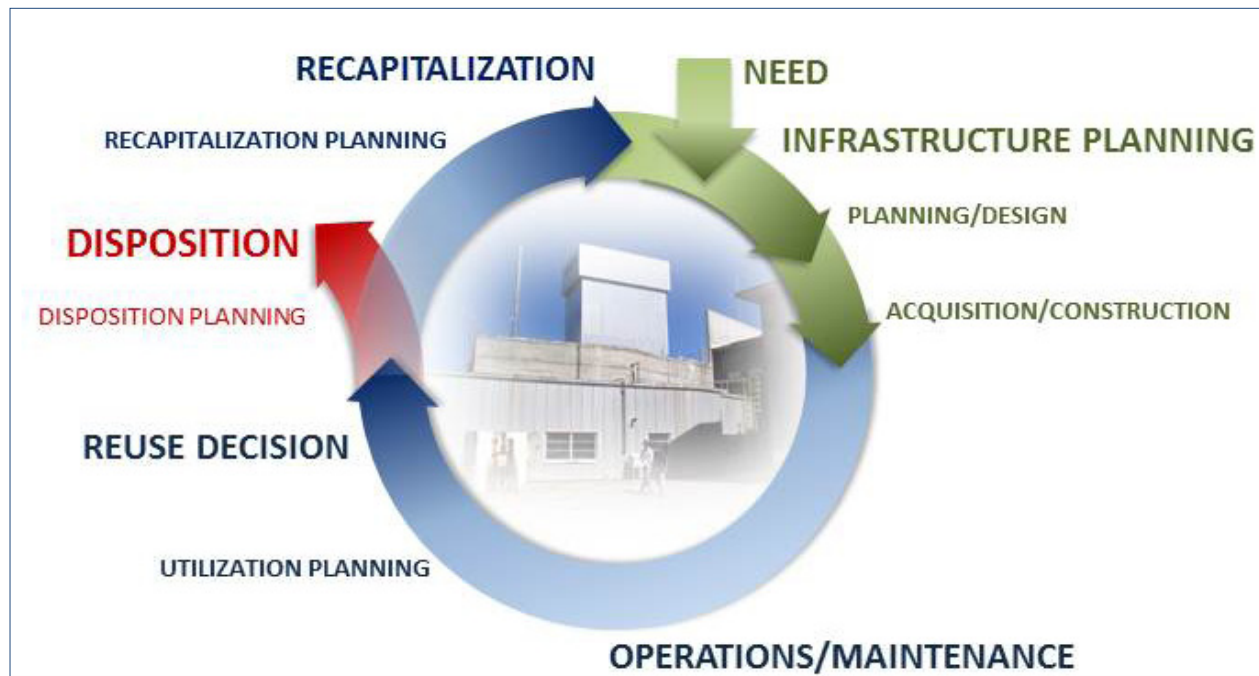 RECAPITALIZATION
NEED
RECAPITALIZATION PLANNING
INFRASTRUCTURE PLANNING
PLANNING/DESIGN
DISPOSITION
DISPOSITION PLANNING
ACQUISITION/CONSTRUCTION
REUSE DECISION
UTILIZATION PLANNING
OPERATIONS/MAINTENANCE